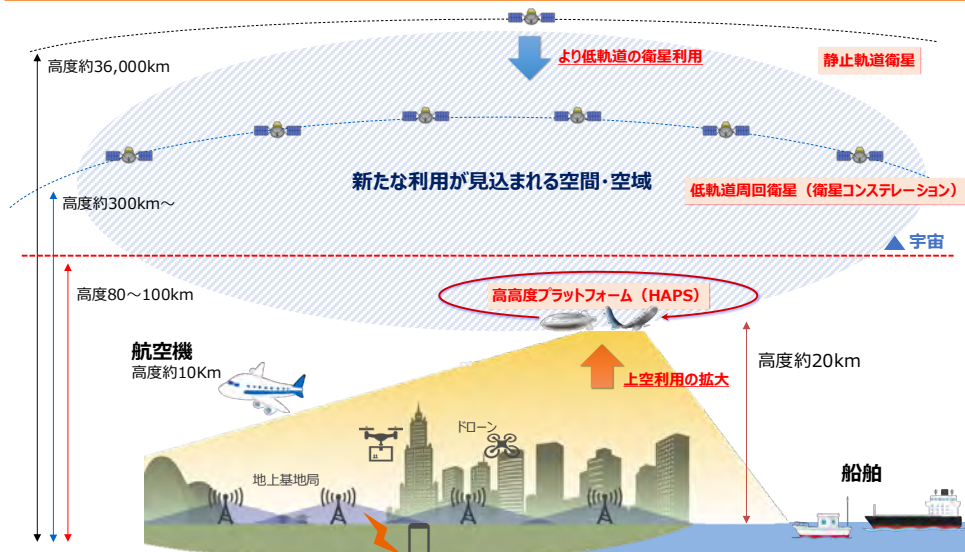 高度約36,000km
より低軌道の衛星利用
静止軌道衛星
新たな利用が見込まれる空間・空域
低軌道周回衛星（衛星コンステレーション）
高度約300km～
宇宙
高度80～100km
高高度プラットフォーム（HAPS）
航空機
高度約10Km
高度約20km
上空利用の拡大
ドローン
地上基地局
船舶